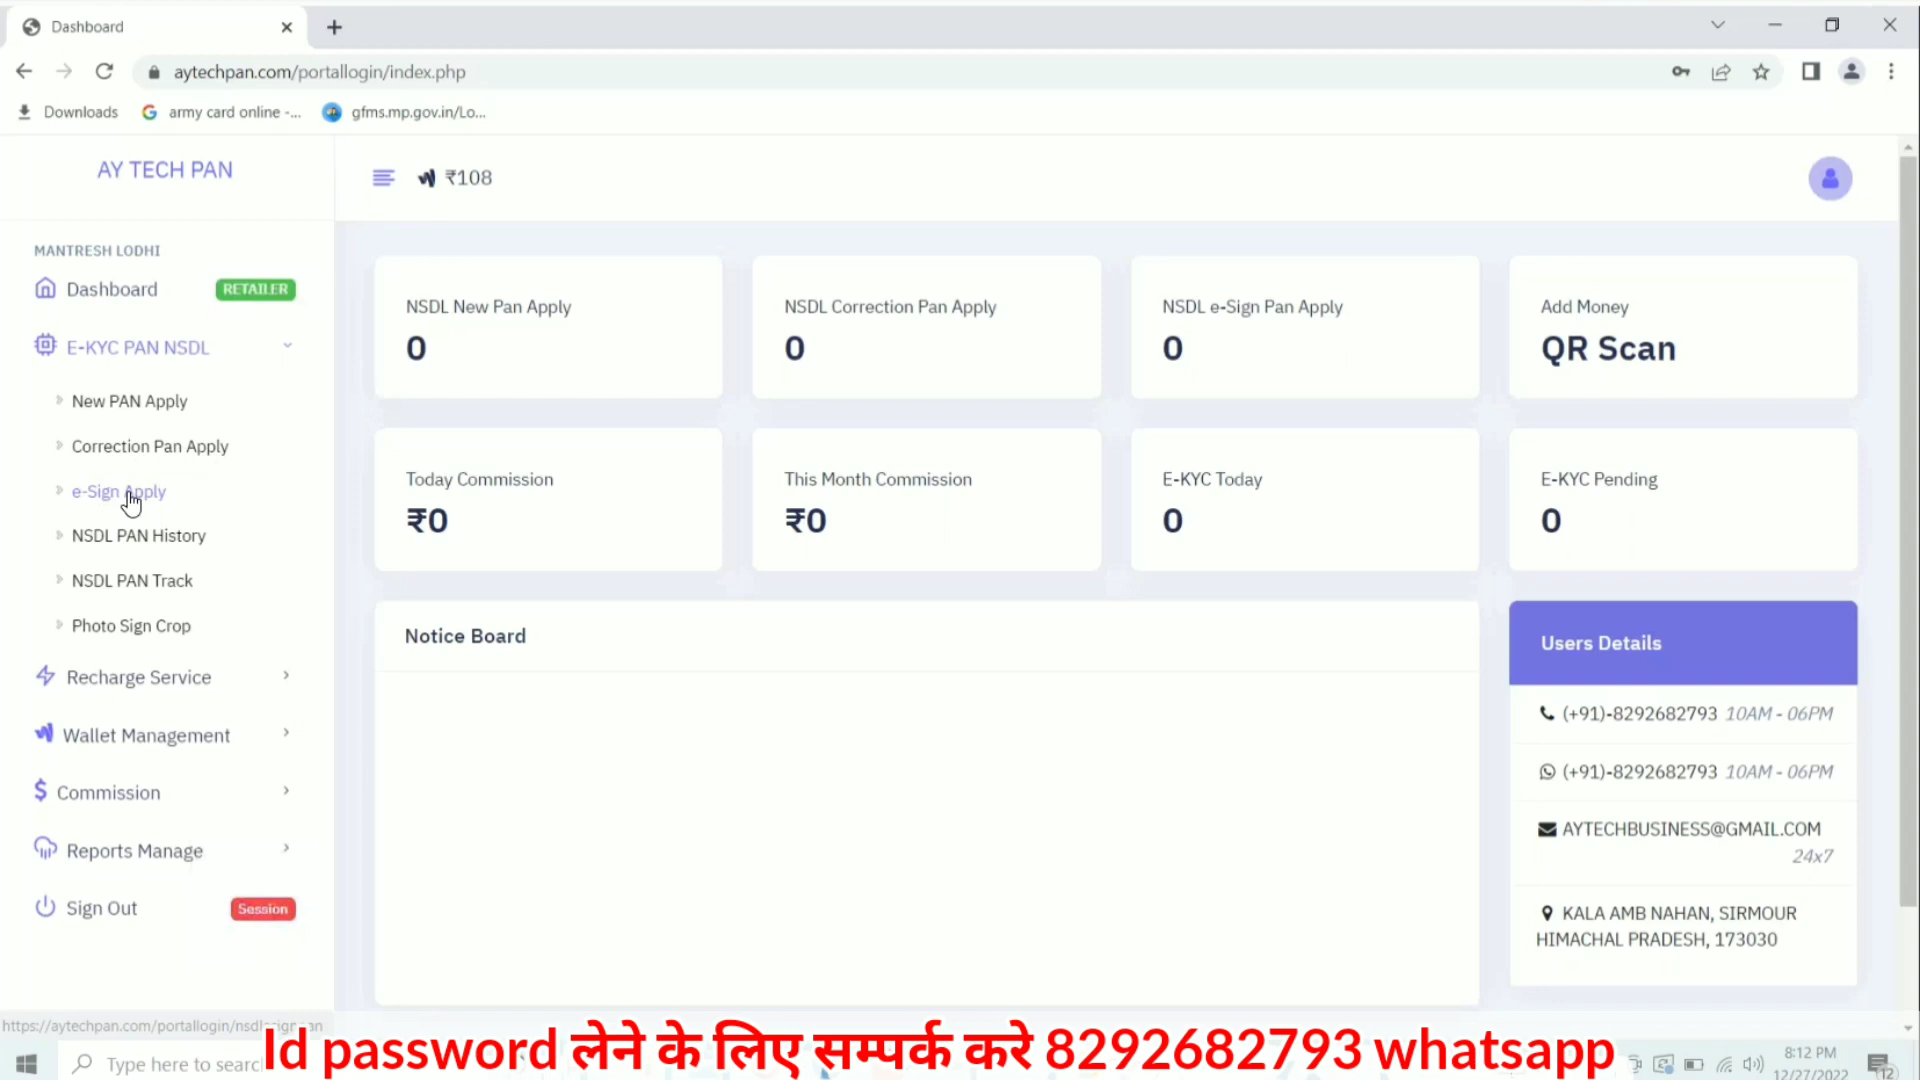 Dashboard
aytechpan.com/portallogin/index.php
Downloads
army card online -...
gfms.mp.gov.in/Lo...
AY TECH PAN
₹108
MANTRESH LODHI
Dashboard
RETAILER
E-KYC PAN NSDL
New PAN Apply
Correction Pan Apply
e-Sign Apply
NSDL PAN History
NSDL PAN Track
Photo Sign Crop
Recharge Service
Wallet Management
$ Commission
Reports Manage
Sign Out
Session
NSDL New Pan Apply
0
NSDL Correction Pan Apply
0
NSDL e-Sign Pan Apply
0
Add Money
QR Scan
Today Commission
₹0
This Month Commission
₹0
E-KYC Today
0
E-KYC Pending
0
Notice Board
Users Details
(+91)-8292682793 10AM - 06PM
(+91)-8292682793 10AM - 06PM
AYTECHBUSINESS@GMAIL.COM
24x7
KALA AMB NAHAN, SIRMOUR
HIMACHAL PRADESH, 173030
Id password लेने के लिए सम्पर्क करे 8292682793 whatsapp
Type here to searc
8:12 PM
12/27/2022
12